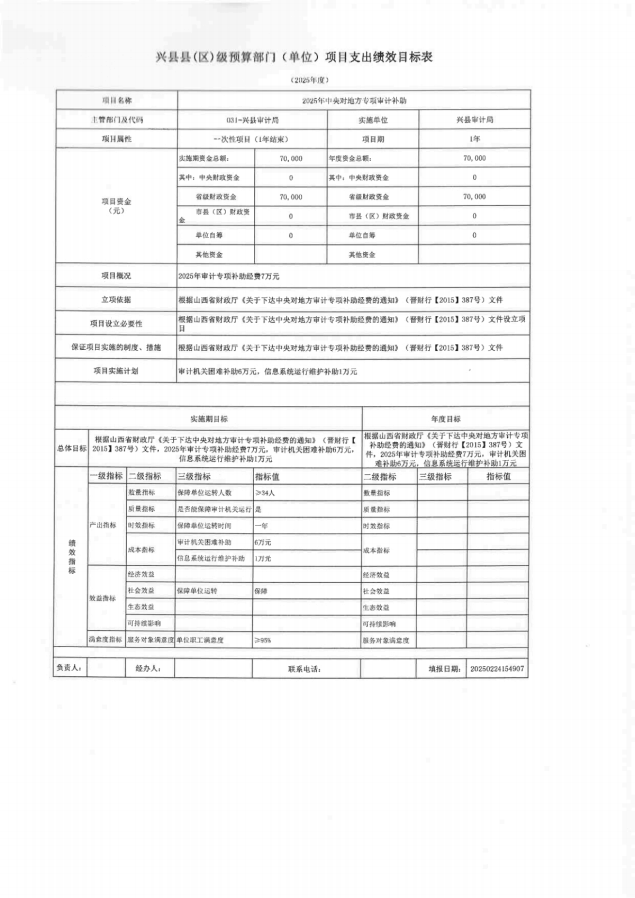 兴县县(区)级预算部门（单位）项目支出绩效目标表
（2025年度）
项目名称 2025年中央对地方专项审计补助
主管部门及代码 031-兴县审计局 实施单位 兴县审计局
项目属性 一次性项目（1年结束） 项目期 1年
项目资金
（元）
实施期资金总额: 70,000 年度资金总额: 70,000
其中: 中央财政资金 0 其中: 中央财政资金 0
省级财政资金 70,000 省级财政资金 70,000
市县（区）财政资
金 0 市县（区）财政资金 0
单位自筹 0 单位自筹 0
其他资金 其他资金
项目概况 2025年审计专项补助经费7万元
立项依据 根据山西省财政厅《关于下达中央对地方审计专项补助经费的通知》（晋财行【2015】387号）文件
项目设立必要性 根据山西省财政厅《关于下达中央对地方审计专项补助经费的通知》（晋财行【2015】387号）文件设立项
目
保证项目实施的制度、措施 根据山西省财政厅《关于下达中央对地方审计专项补助经费的通知》（晋财行【2015】387号）文件
项目实施计划 审计机关困难补助6万元，信息系统运行维护补助1万元
实施期目标 年度目标
总体目标
根据山西省财政厅《关于下达中央对地方审计专项补助经费的通知》（晋财行【
2015】387号）文件，2025年审计专项补助经费7万元，审计机关困难补助6万元，
信息系统运行维护补助1万元
根据山西省财政厅《关于下达中央对地方审计专项
补助经费的通知》（晋财行【2015】387号）文
件，2025年审计专项补助经费7万元，审计机关困
难补助6万元，信息系统运行维护补助1万元
绩效指标
一级指标 二级指标 三级指标 指标值 二级指标 三级指标 指标值
产出指标
数量指标 保障单位运转人数 ≥34人 数量指标
质量指标 是否能保障审计机关运行 是 质量指标
时效指标 保障单位运转时间 一年 时效指标
成本指标 审计机关困难补助 6万元 成本指标
信息系统运行维护补助 1万元
效益指标
经济效益 经济效益
社会效益 保障单位运转 保障 社会效益
生态效益 生态效益
可持续影响 可持续影响
满意度指标 服务对象满意度 单位职工满意度 ≥95% 服务对象满意度
负责人: 经办人: 联系电话: 填报日期: 20250224154907